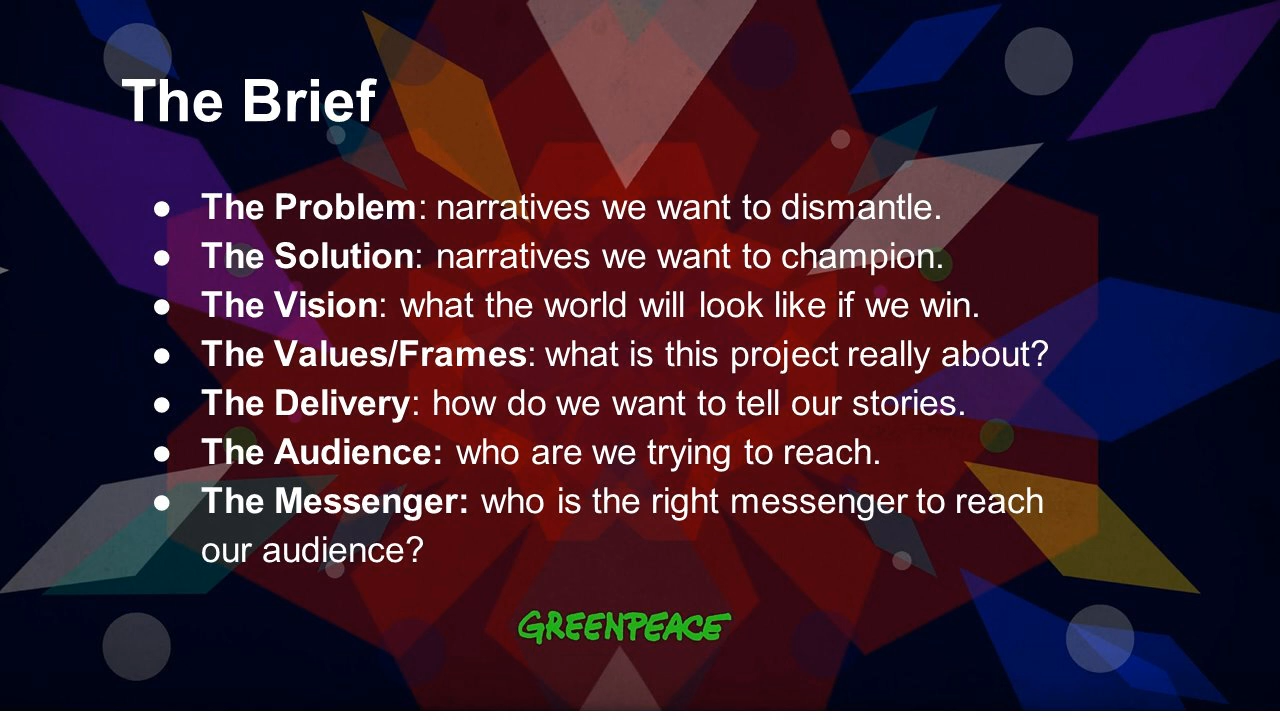 The Brief
● The Problem: narratives we want to dismantle.
● The Solution: narratives we want to champion.
● The Vision: what the world will look like if we win.
● The Values/Frames: what is this project really about?
● The Delivery: how do we want to tell our stories.
● The Audience: who are we trying to reach.
● The Messenger: who is the right messenger to reach
our audience?
GREENPEACE